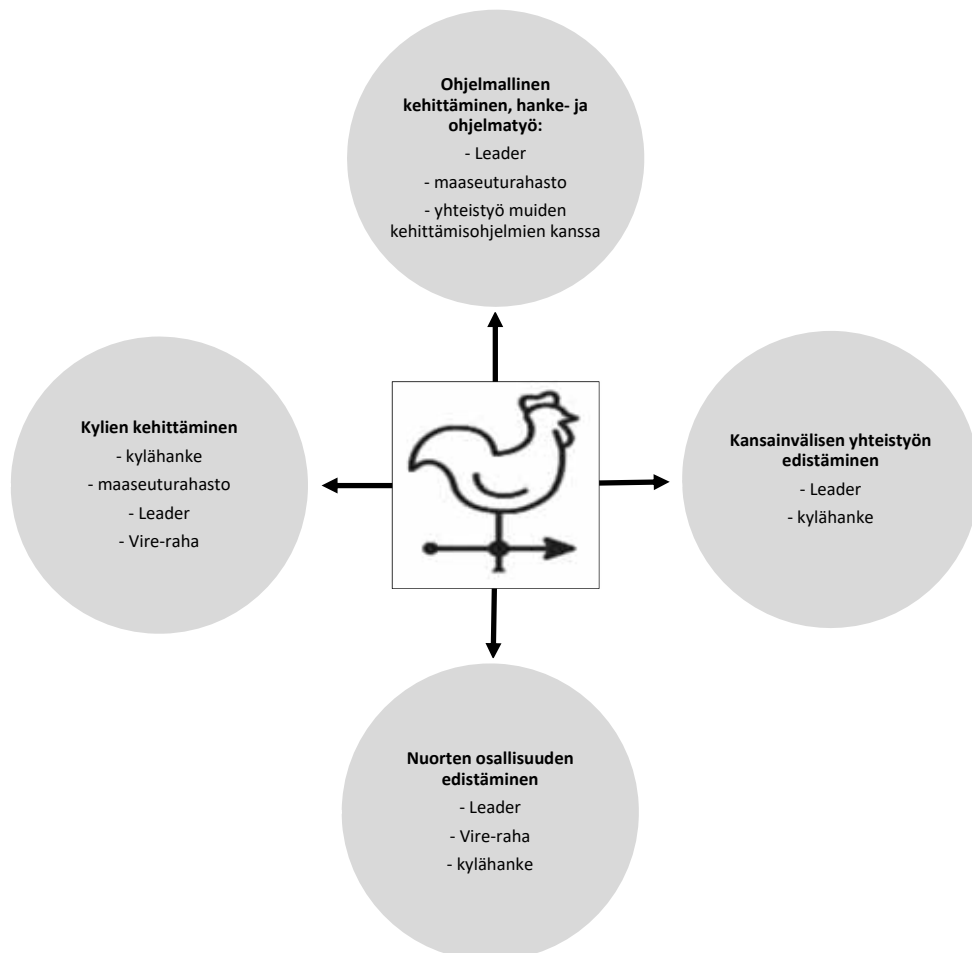 Ohjelmallinen
kehittäminen, hanke- ja
ohjelmatyö:
- Leader
- maaseuturahasto
- yhteistyö muiden
kehittämisohjelmien kanssa
Kylien kehittäminen
- kylähanke
- maaseuturahasto
- Leader
- Vire-raha
Kansainvälisen yhteistyön
edistäminen
- Leader
- kylähanke
Nuorten osallisuuden
edistäminen
- Leader
- Vire-raha
- kylähanke